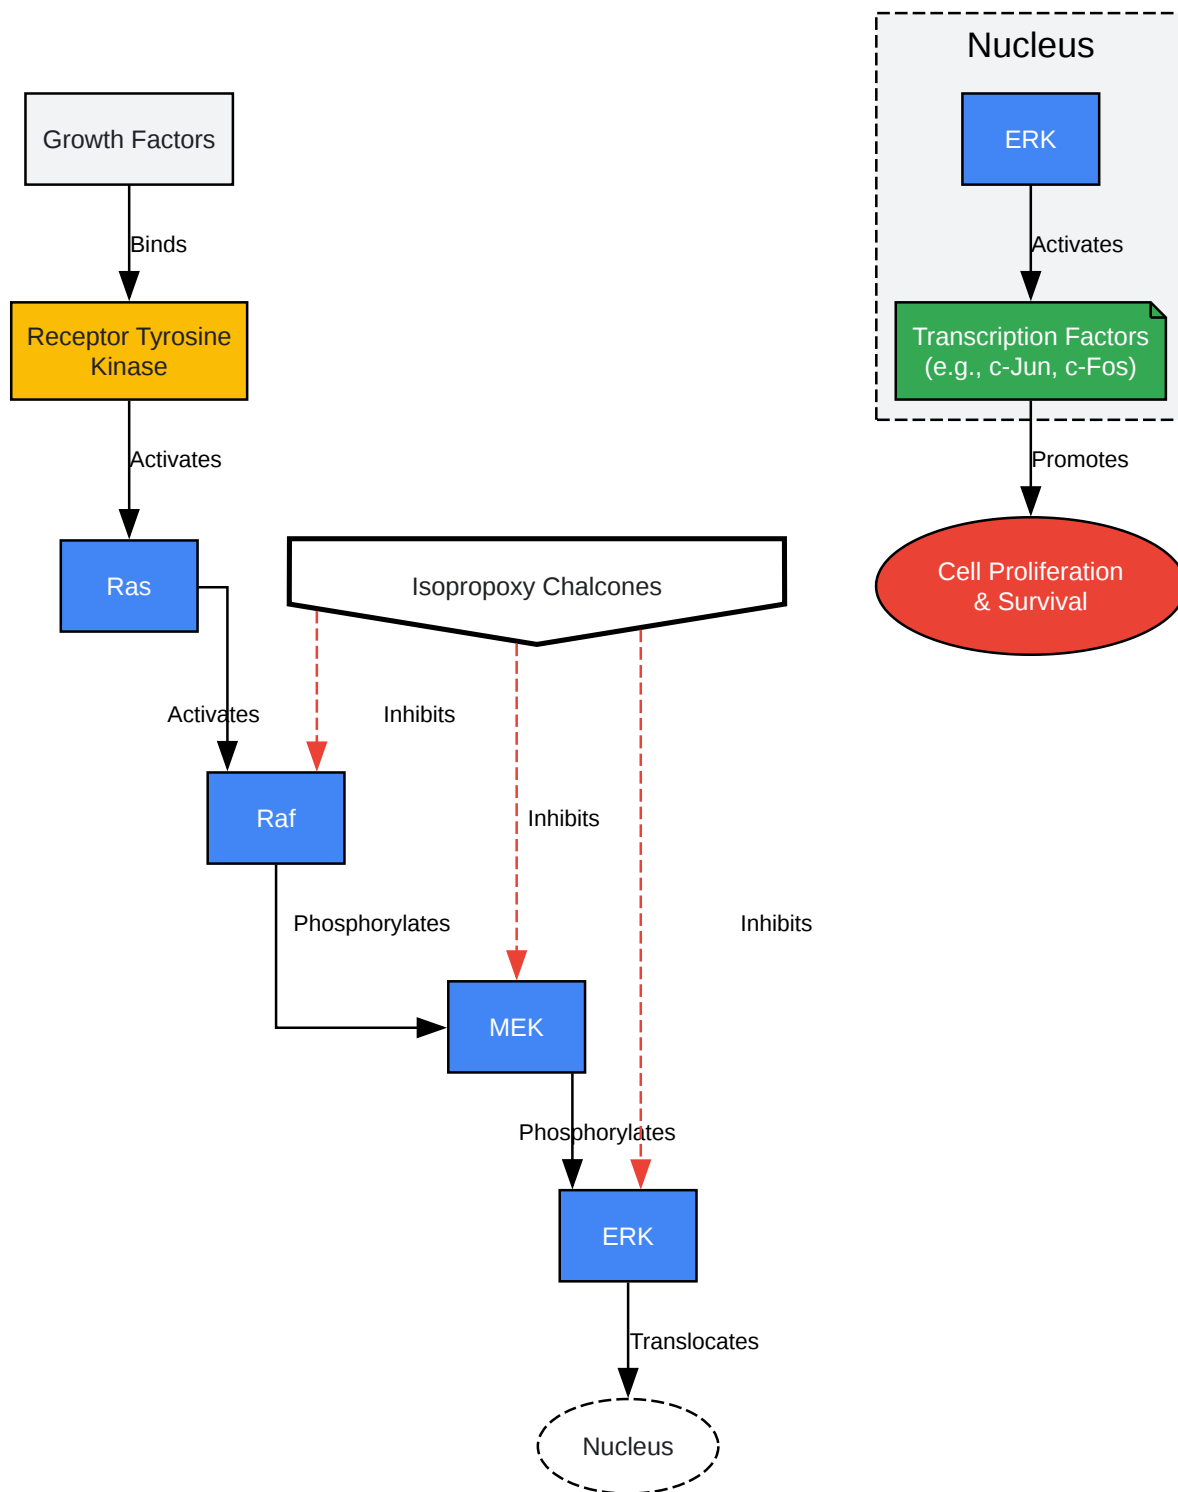 Nucleus
Growth Factors
ERK
Binds
Activates
Receptor Tyrosine
Kinase
Transcription Factors
(e.g., c-Jun, c-Fos)
Activates
Promotes
Ras
Isopropoxy Chalcones
Cell Proliferation
& Survival
Activates
Inhibits
Raf
Inhibits
Phosphorylates
Inhibits
MEK
Phosphorylates
ERK
Translocates
Nucleus